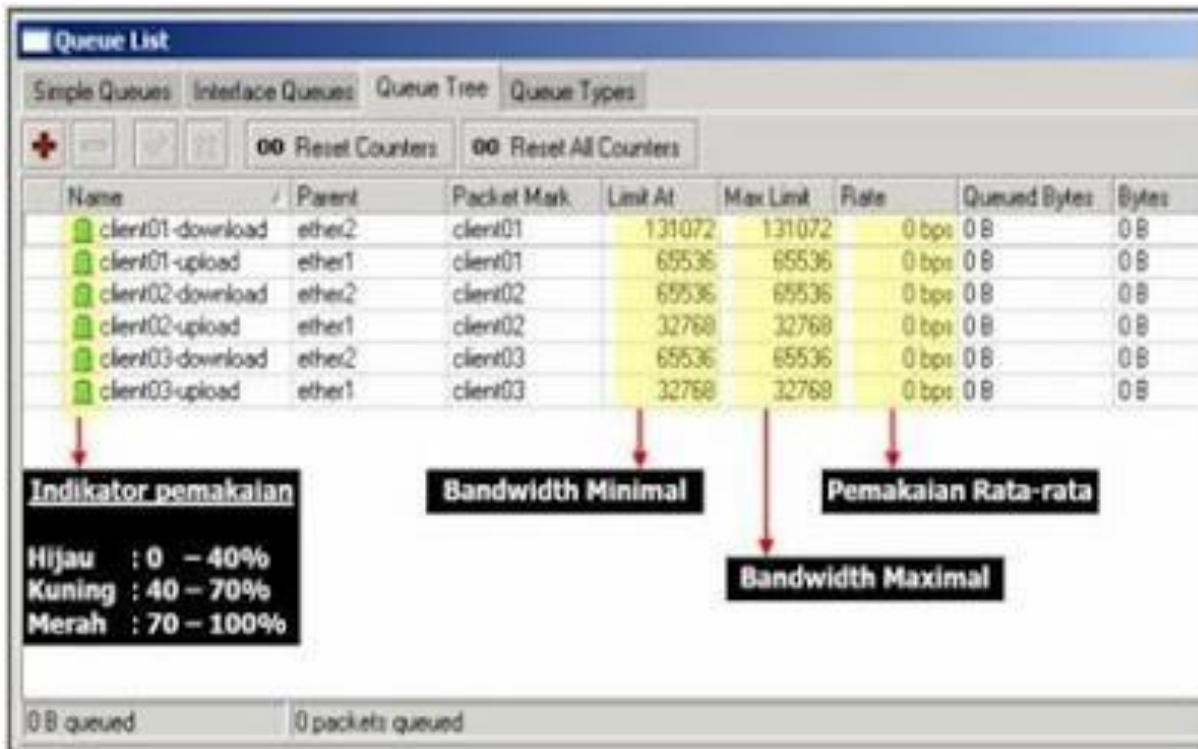 Queue List
Simple Queues Interface Queues Queue Tree Queue Types
00 Reset Counters 00 Reset All Counters
Name Parent Packet Mark Limit At Max Limit Rate Queued Bytes Bytes
client01-download ether2 client01 131072 131072 0 bps 0 B 0 B
client01-upload ether1 client01 65536 65536 0 bps 0 B 0 B
client02-download ether2 client02 65536 65536 0 bps 0 B 0 B
client02-upload ether1 client02 32768 32768 0 bps 0 B 0 B
client03-download ether2 client03 65536 65536 0 bps 0 B 0 B
client03-upload ether1 client03 32768 32768 0 bps 0 B 0 B
Indikator pemakaian
Hijau : 0 – 40%
Kuning : 40 – 70%
Merah : 70 – 100%
Bandwidth Minimal
Pemakaian Rata-rata
Bandwidth Maximal
0 B queued 0 packets queued